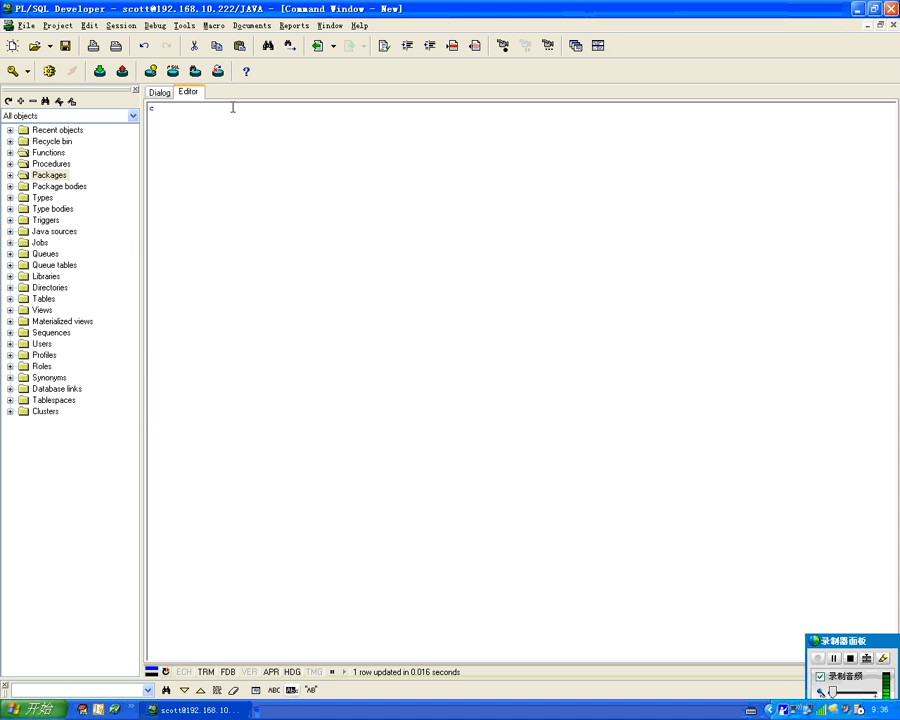 PL/SQL Developer - scott@192.168.10.222/JAVA - [Command Window - New]
File Project Edit Session Debug Tools Macro Documents Reports Window Help
Dialog Editor
All objects
c
Recent objects
Recycle bin
Functions
Procedures
Packages
Package bodies
Types
Type bodies
Triggers
Java sources
Jobs
Queues
Queue tables
Libraries
Directories
Tables
Views
Materialized views
Sequences
Users
Profiles
Roles
Synonyms
Database links
Tablespaces
Clusters
录制器面板
录制音频
ECH TRM FDB VER APR HDG TMG 1 row updated in 0.016 seconds
ABC "AB"
开始 scott@192.168.10... 9:36